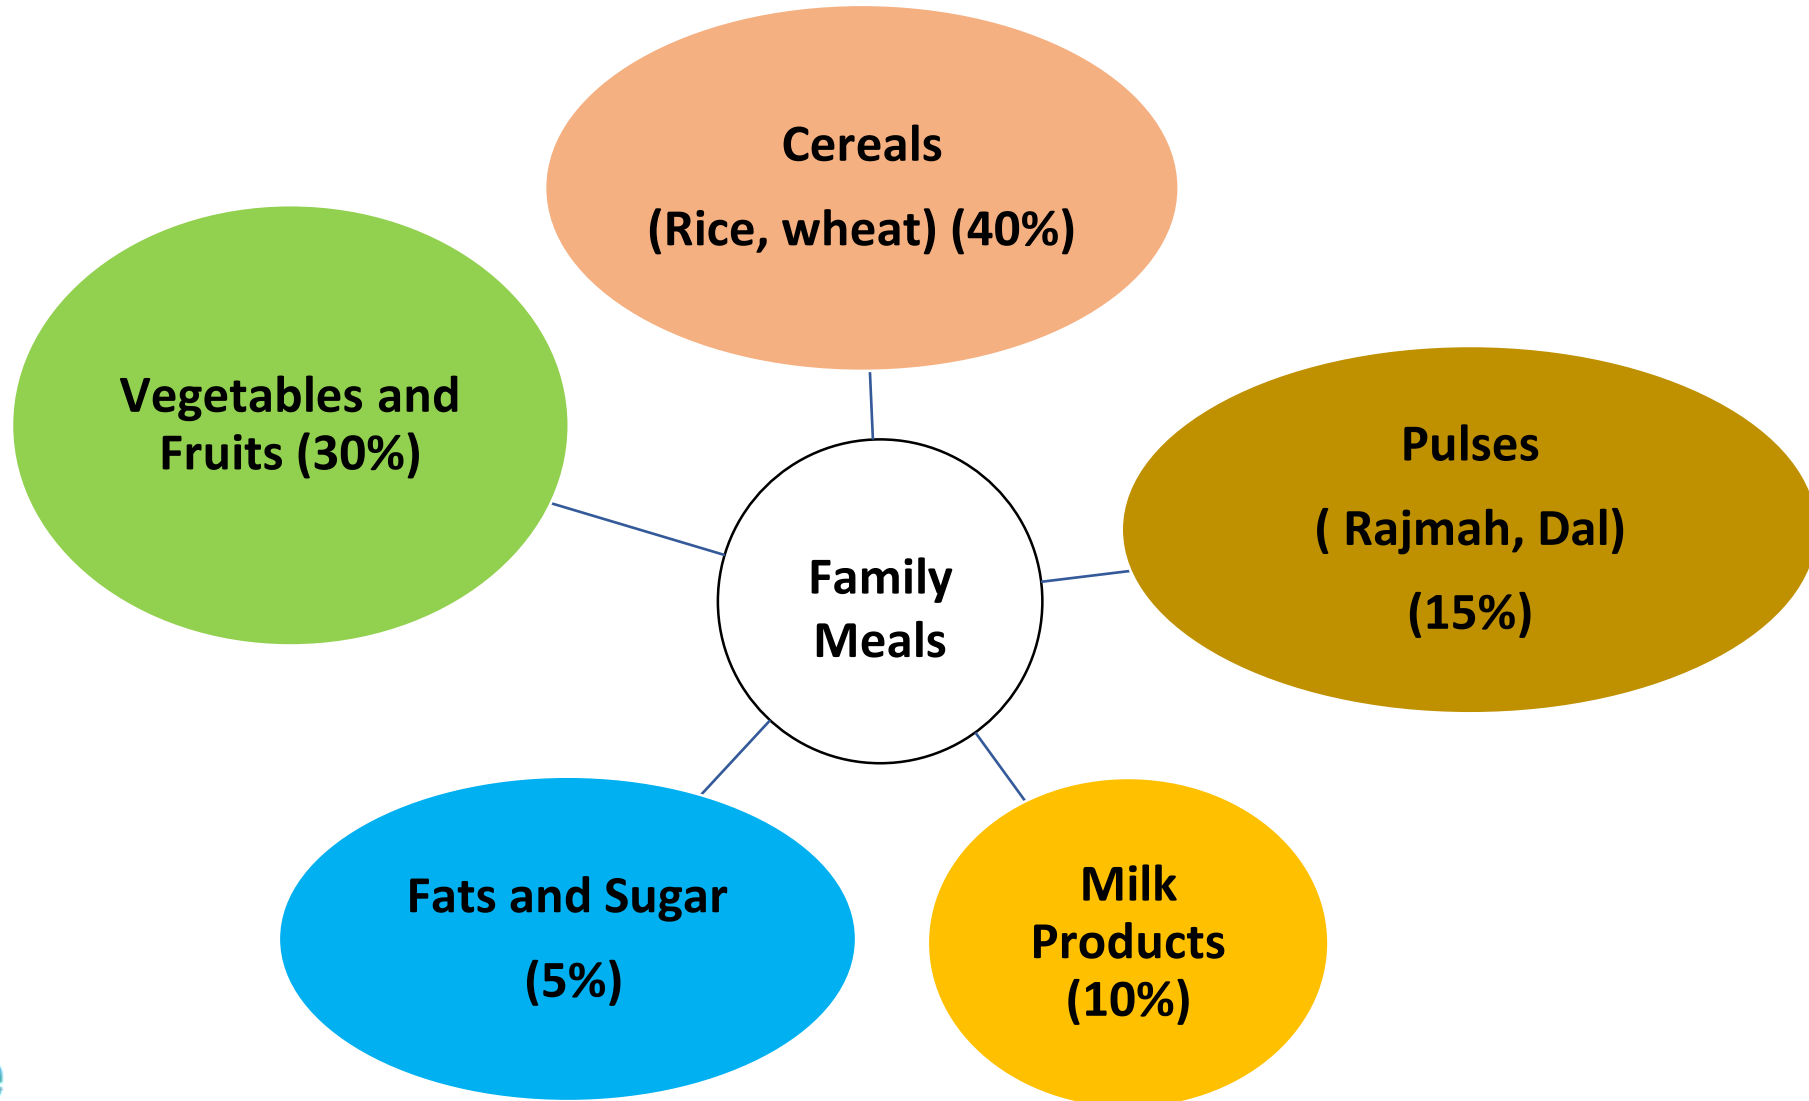 Cereals
(Rice, wheat) (40%)
Vegetables and
Fruits (30%)
Pulses
( Rajmah, Dal)
(15%)
Family
Meals
Fats and Sugar
(5%)
Milk
Products
(10%)